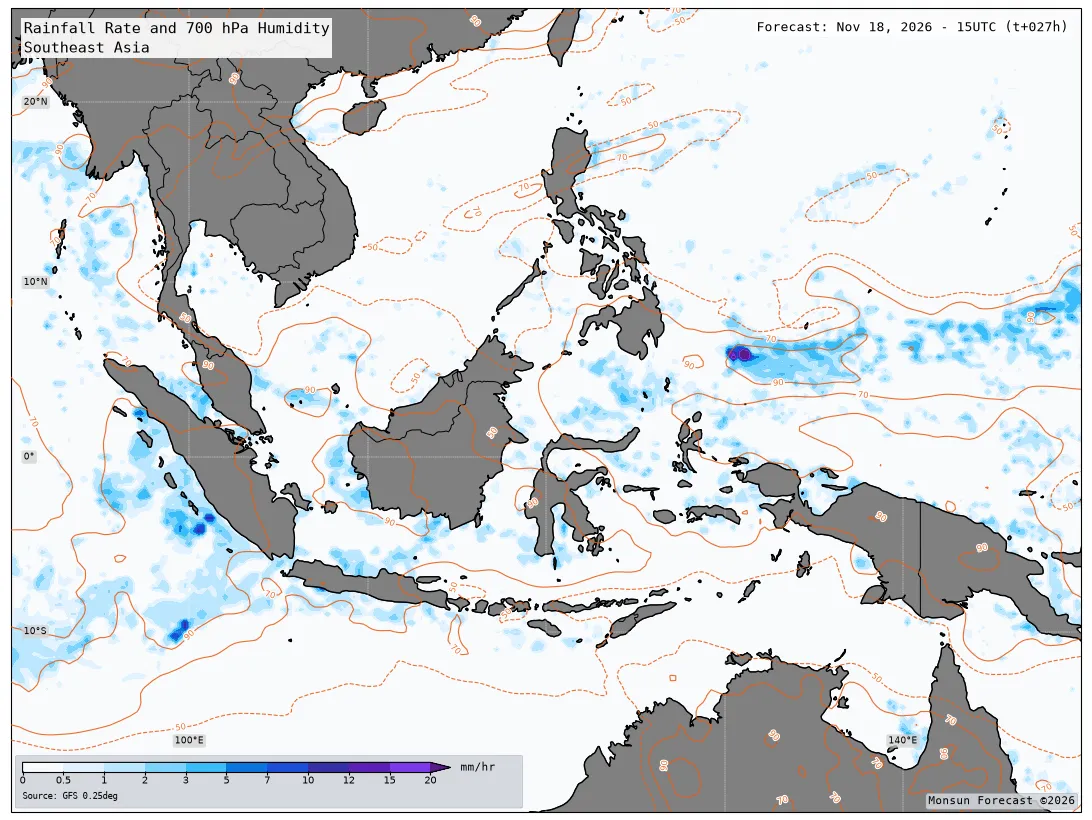 Rainfall Rate and 700 hPa Humidity
Southeast Asia
Forecast: Nov 18, 2026 - 15UTC (t+027h)
20°N
10°N
0°
10°S
100°E
140°E
0 0.5 1 2 3 5 7 10 12 15 20 mm/hr
Source: GFS 0.25deg
Monsun Forecast ©2026